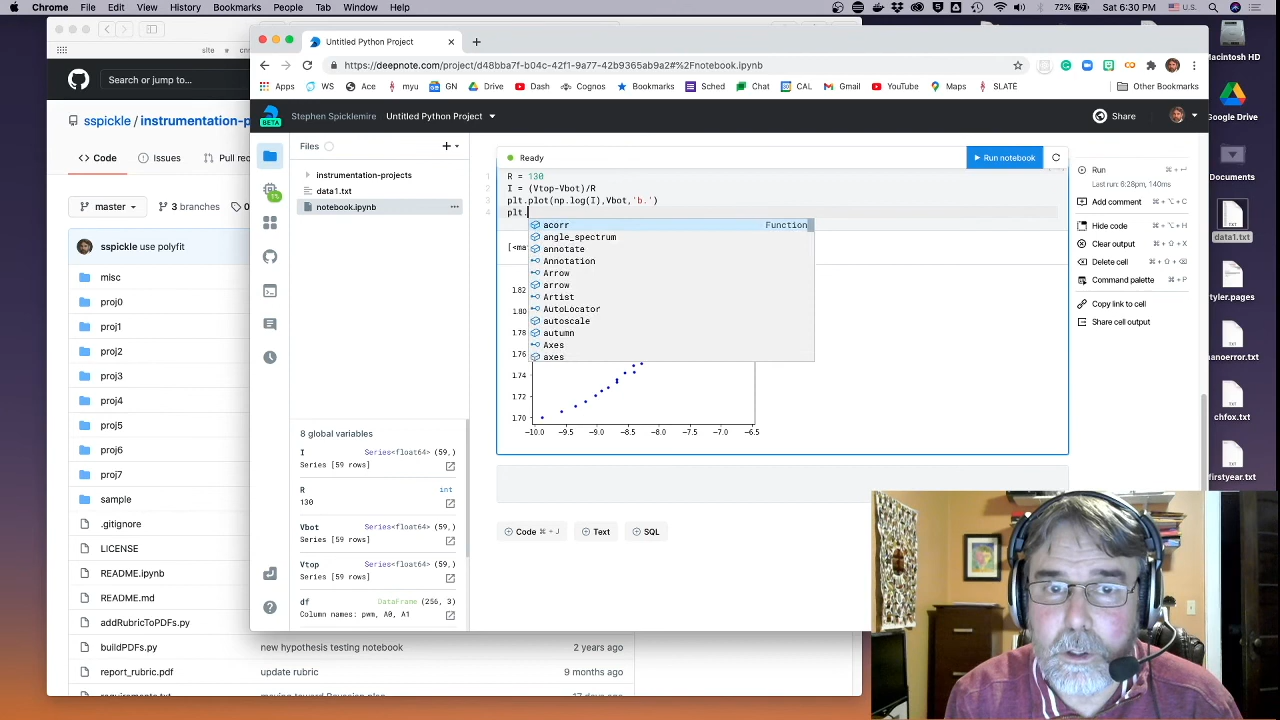 Chrome File Edit View History Bookmarks People Tab Window Help 72% Sat 6:30 PM U.S.
Untitled Python Project
https://deepnote.com/project/d48bba7f-b04c-42f1-9a77-42b9365ab9a2#%2Fnotebook.ipynb
site
Apps WS Ace myu GN Drive Dash Cognos Bookmarks Sched Chat CAL Gmail YouTube Maps SLATE Other Bookmarks
Macintosh HD
Google Drive
Documents
data1.txt
tyler.pages
nanoerror.txt
chfox.txt
firstyear.txt
Search or jump to...
sspickle / instrumentation-p
Code Issues Pull rec
master 3 branches 0
sspickle use polyfit
misc
proj0
proj1
proj2
proj3
proj4
proj5
proj6
proj7
sample
.gitignore
LICENSE
README.ipynb
README.md
addRubricToPDFs.py
buildPDFs.py new hypothesis testing notebook 2 years ago
report_rubric.pdf update rubric 9 months ago
BETA
Stephen Spicklemire Untitled Python Project Share
Files
instrumentation-projects
data1.txt
notebook.ipynb
8 global variables
I Series<float64> (59,)
Series [59 rows]
R int
130
Vbot Series<float64> (59,)
Series [59 rows]
Vtop Series<float64> (59,)
Series [59 rows]
df DataFrame (256, 3)
Column names: pwm, A0, A1
Ready Run notebook
1 R = 130
2 I = (Vtop-Vbot)/R
3 plt.plot(np.log(I),Vbot,'b.')
4 plt.
acorr Function
angle_spectrum
annotate
Annotation
Arrow
arrow
Artist
AutoLocator
autoscale
autumn
Axes
axes
[<ma
1.82
1.80
1.78
1.76
1.74
1.72
1.70
-10.0 -9.5 -9.0 -8.5 -8.0 -7.5 -7.0 -6.5
Code ⌘ + J Text SQL
Run
Last run: 6:28pm, 140ms
Add comment
Hide code
Clear output
Delete cell
Command palette ⌘ + P
Copy link to cell
Share cell output